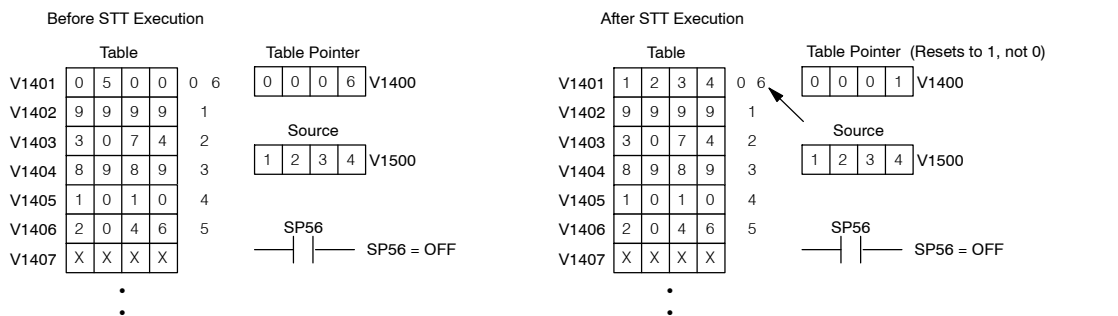 Before STT Execution
Table
Table Pointer
V1401 0 5 0 0 0 6
0 0 0 6 V1400
V1402 9 9 9 9 1
V1403 3 0 7 4 2
Source
V1404 8 9 8 9 3
1 2 3 4 V1500
V1405 1 0 1 0 4
V1406 2 0 4 6 5
SP56
SP56 = OFF
V1407 X X X X
After STT Execution
Table
Table Pointer (Resets to 1, not 0)
V1401 1 2 3 4 0 6
0 0 0 1 V1400
V1402 9 9 9 9 1
V1403 3 0 7 4 2
Source
V1404 8 9 8 9 3
1 2 3 4 V1500
V1405 1 0 1 0 4
V1406 2 0 4 6 5
SP56
SP56 = OFF
V1407 X X X X